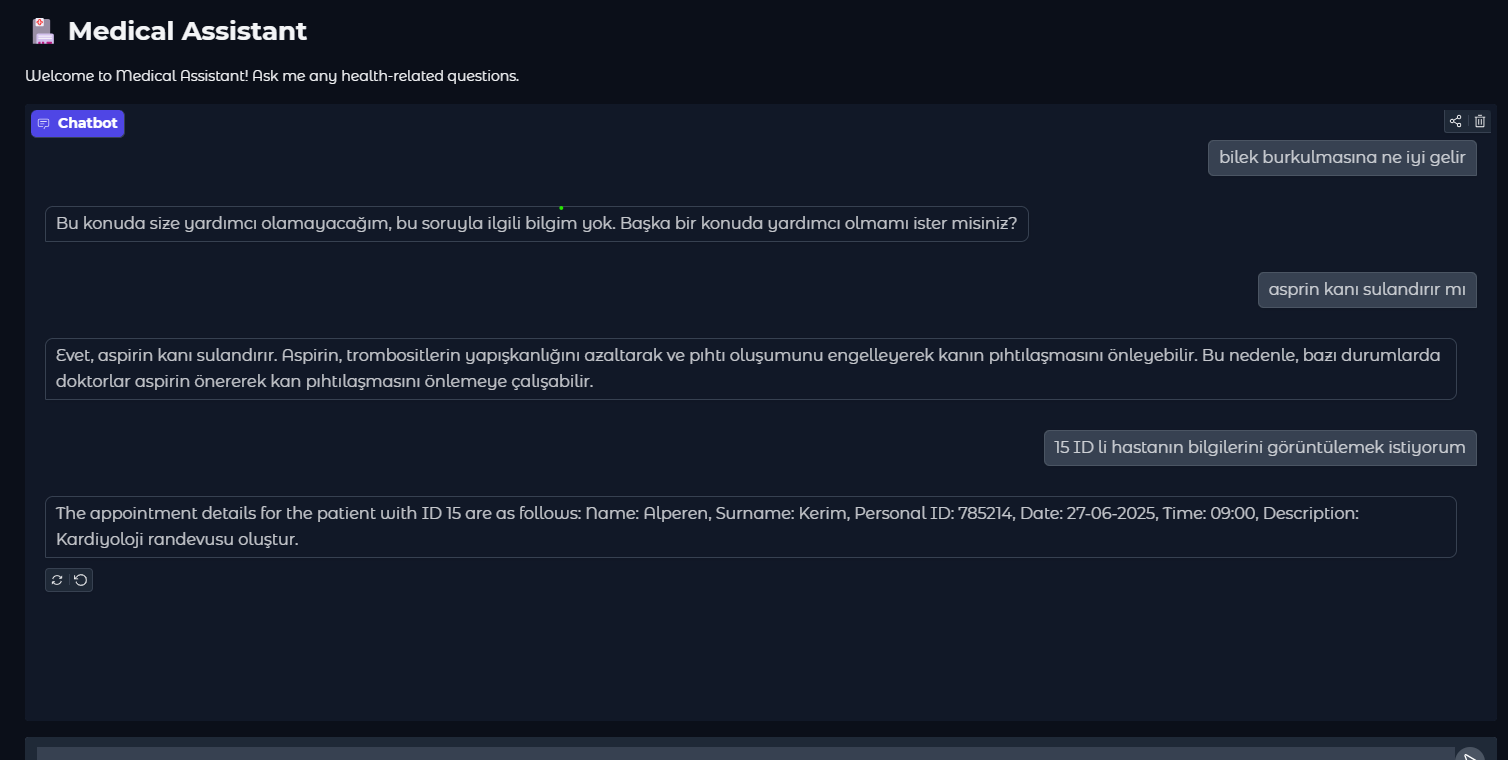 Medical Assistant
Welcome to Medical Assistant! Ask me any health-related questions.
Chatbot
bilek burkulmasına ne iyi gelir
Bu konuda size yardımcı olamayacağım, bu soruyla ilgili bilgim yok. Başka bir konuda yardımcı olmamı ister misiniz?
asprin kanı sulandırır mı
Evet, aspirin kanı sulandırır. Aspirin, trombositlerin yapışkanlığını azaltarak ve pıhtı oluşumunu engelleyerek kanın pıhtılaşmasını önleyebilir. Bu nedenle, bazı durumlarda
doktorlar aspirin önererek kan pıhtılaşmasını önlemeye çalışabilir.
15 ID li hastanın bilgilerini görüntülemek istiyorum
The appointment details for the patient with ID 15 are as follows: Name: Alperen, Surname: Kerim, Personal ID: 785214, Date: 27-06-2025, Time: 09:00, Description:
Kardiyoloji randevusu oluştur.